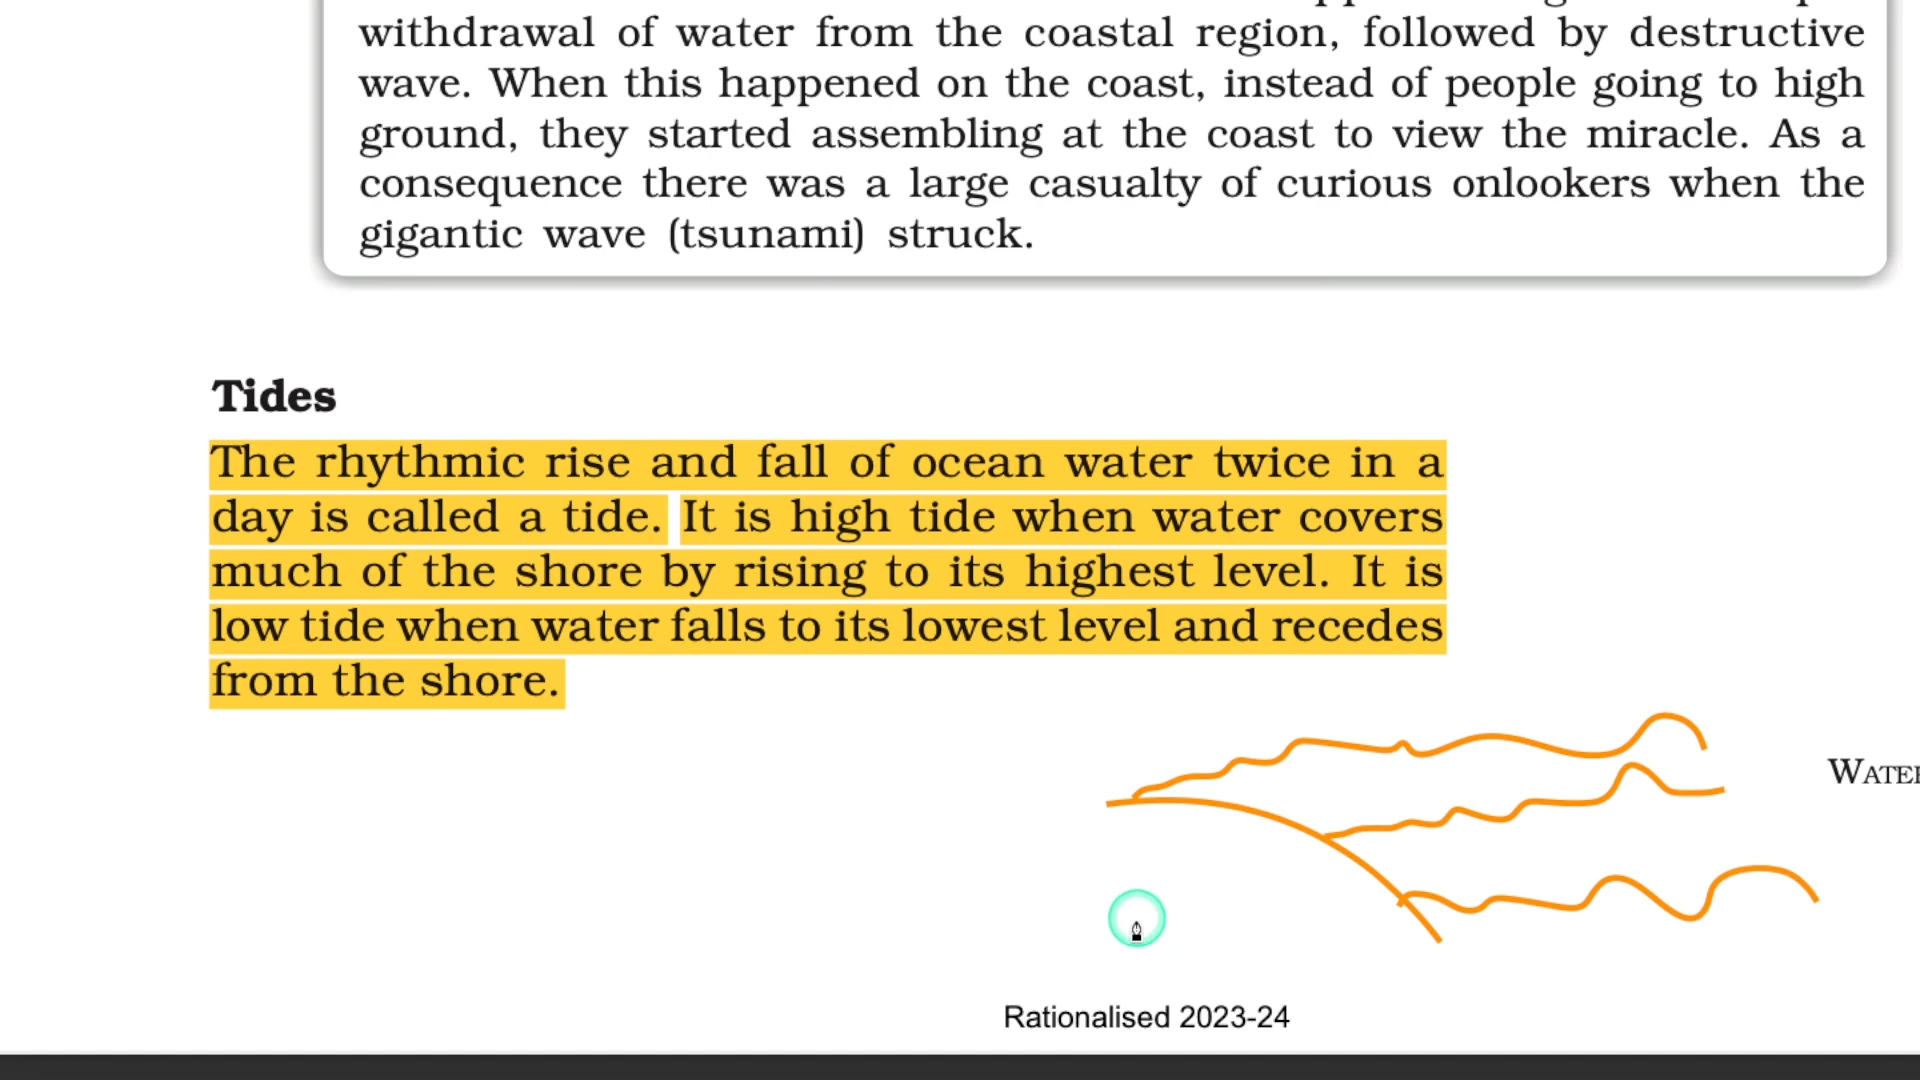 withdrawal of water from the coastal region, followed by destructive
wave. When this happened on the coast, instead of people going to high
ground, they started assembling at the coast to view the miracle. As a
consequence there was a large casualty of curious onlookers when the
gigantic wave (tsunami) struck.
Tides
The rhythmic rise and fall of ocean water twice in a
day is called a tide. It is high tide when water covers
much of the shore by rising to its highest level. It is
low tide when water falls to its lowest level and recedes
from the shore.
Rationalised 2023-24